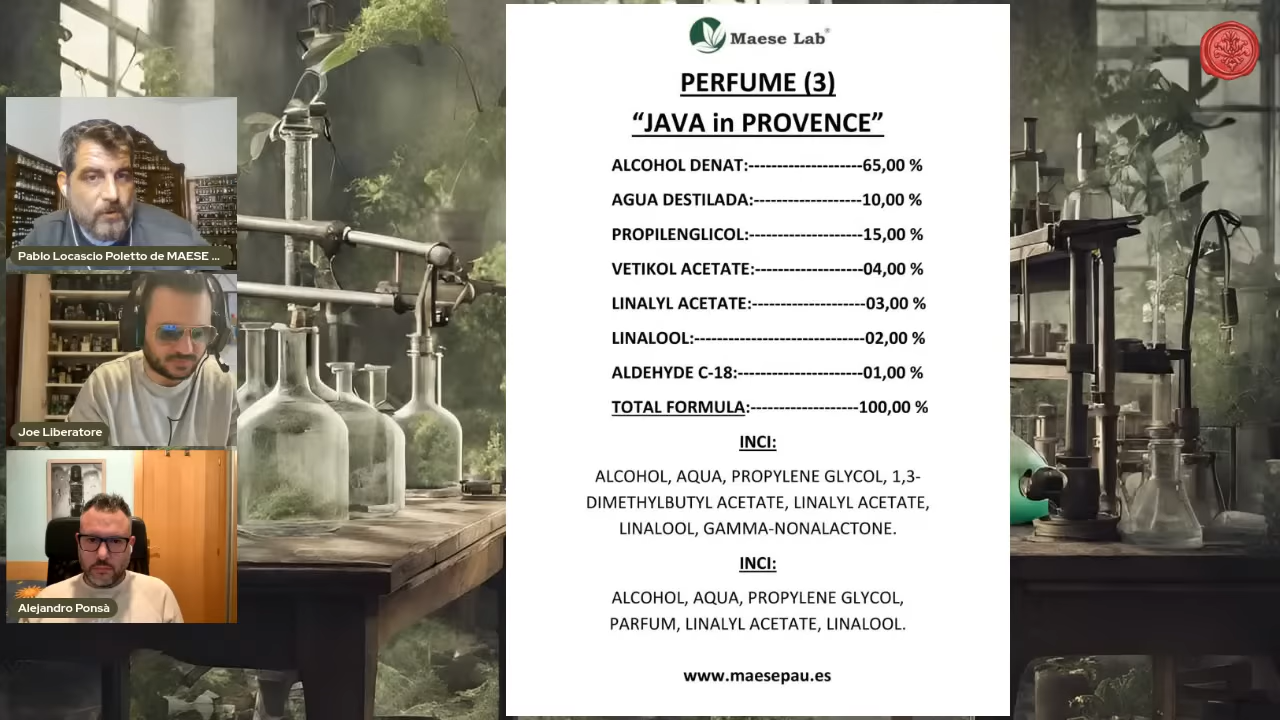 Maese Lab®
PERFUME (3)
“JAVA in PROVENCE”
ALCOHOL DENAT:--------------------65,00 %
AGUA DESTILADA:-------------------10,00 %
PROPILENGLICOL:--------------------15,00 %
VETIKOL ACETATE:-------------------04,00 %
LINALYL ACETATE:--------------------03,00 %
LINALOOL:------------------------------02,00 %
ALDEHYDE C-18:----------------------01,00 %
TOTAL FORMULA:-------------------100,00 %
INCI:
ALCOHOL, AQUA, PROPYLENE GLYCOL, 1,3-
DIMETHYLBUTYL ACETATE, LINALYL ACETATE,
LINALOOL, GAMMA-NONALACTONE.
INCI:
ALCOHOL, AQUA, PROPYLENE GLYCOL,
PARFUM, LINALYL ACETATE, LINALOOL.
www.maesepau.es
Pablo Locascio Poletto de MAESE ...
Joe Liberatore
Alejandro Ponsà